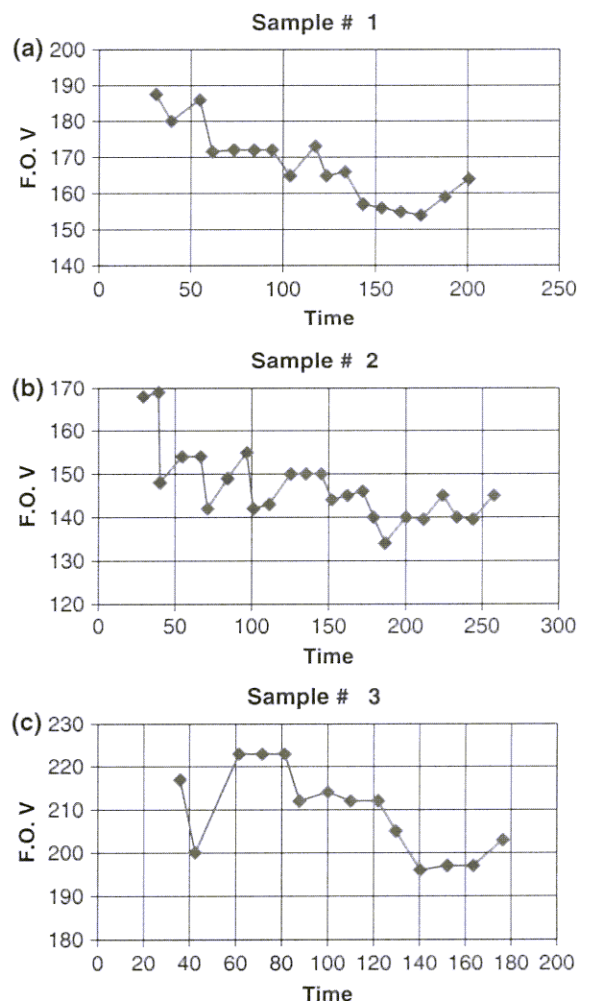 Sample # 1
(a)
200
190
180
170
160
150
140
F.O. V
0 50 100 150 200 250
Time
Sample # 2
(b)
170
160
150
140
130
120
F.O. V
0 50 100 150 200 250 300
Time
Sample # 3
(c)
230
220
210
200
190
180
F.O. V
0 20 40 60 80 100 120 140 160 180 200
Time